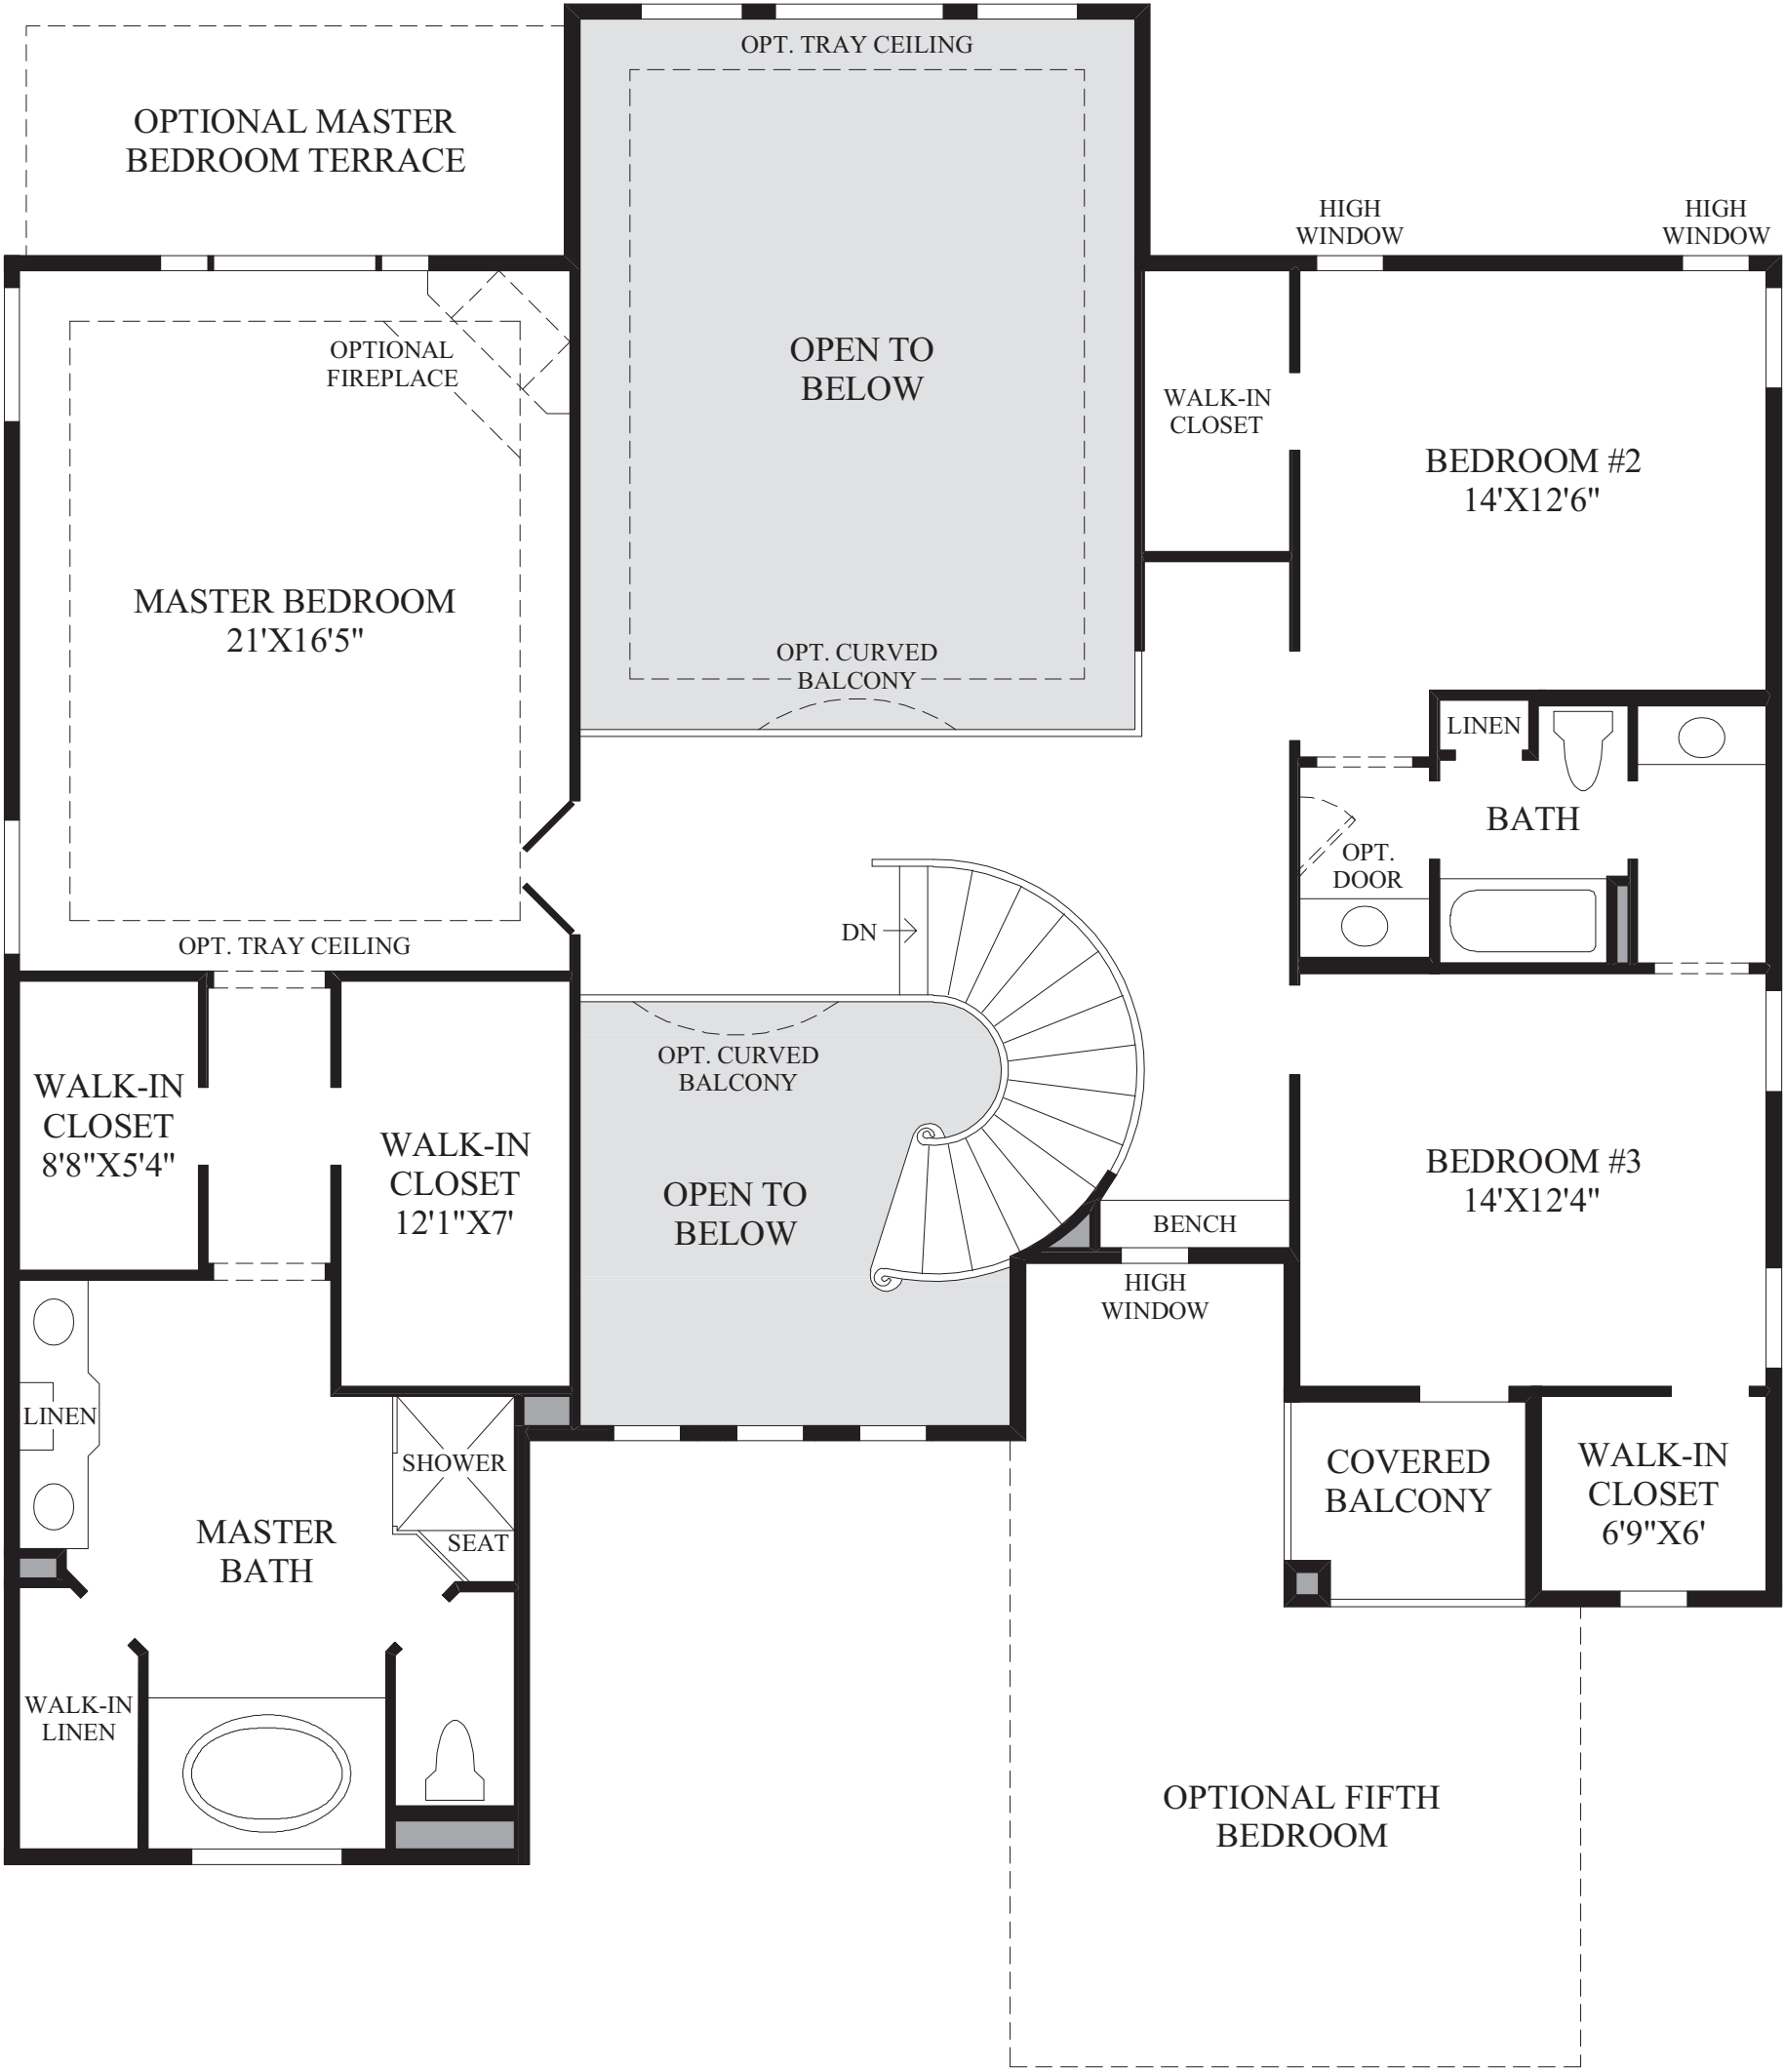 OPT. TRAY CEILING
OPTIONAL MASTER
BEDROOM TERRACE
HIGH
WINDOW
HIGH
WINDOW
OPTIONAL
FIREPLACE
OPEN TO
BELOW
WALK-IN
CLOSET
BEDROOM #2
14'X12'6"
MASTER BEDROOM
21'X16'5"
OPT. CURVED
BALCONY
LINEN
BATH
OPT.
DOOR
DN
OPT. TRAY CEILING
WALK-IN
CLOSET
8'8"X5'4"
WALK-IN
CLOSET
12'1"X7'
OPT. CURVED
BALCONY
OPEN TO
BELOW
BENCH
HIGH
WINDOW
BEDROOM #3
14'X12'4"
LINEN
SHOWER
SEAT
MASTER
BATH
COVERED
BALCONY
WALK-IN
CLOSET
6'9"X6'
WALK-IN
LINEN
OPTIONAL FIFTH
BEDROOM